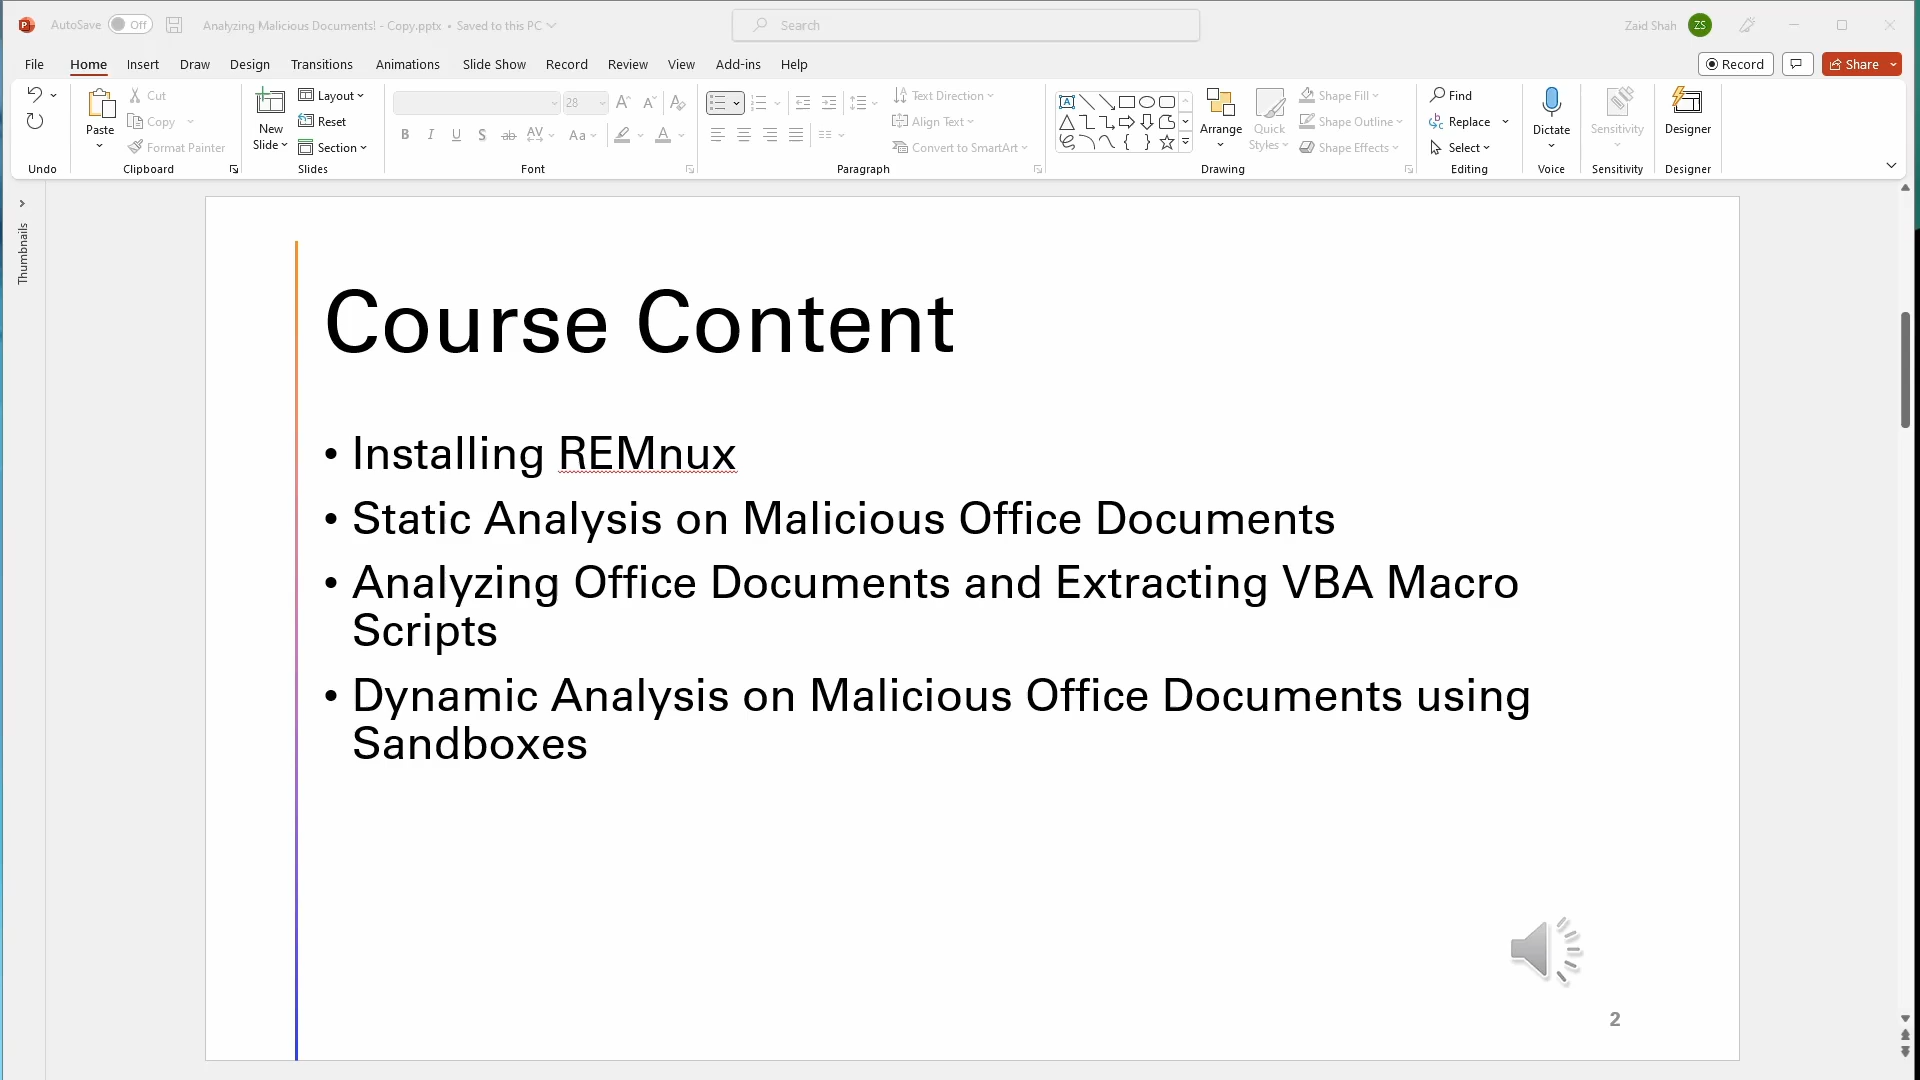 AutoSave Off Analyzing Malicious Documents! - Copy.pptx • Saved to this PC Search Zaid Shah ZS
File Home Insert Draw Design Transitions Animations Slide Show Record Review View Add-ins Help Record Share
Undo
Paste
Cut
Copy
Format Painter
Clipboard
New
Slide
Layout
Reset
Section
Slides
28
Font
Text Direction
Align Text
Convert to SmartArt
Paragraph
Arrange
Quick
Styles
Shape Fill
Shape Outline
Shape Effects
Drawing
Find
Replace
Select
Editing
Dictate
Voice
Sensitivity
Sensitivity
Designer
Designer
Thumbnails
Course Content
• Installing REMnux
• Static Analysis on Malicious Office Documents
• Analyzing Office Documents and Extracting VBA Macro
Scripts
• Dynamic Analysis on Malicious Office Documents using
Sandboxes
2